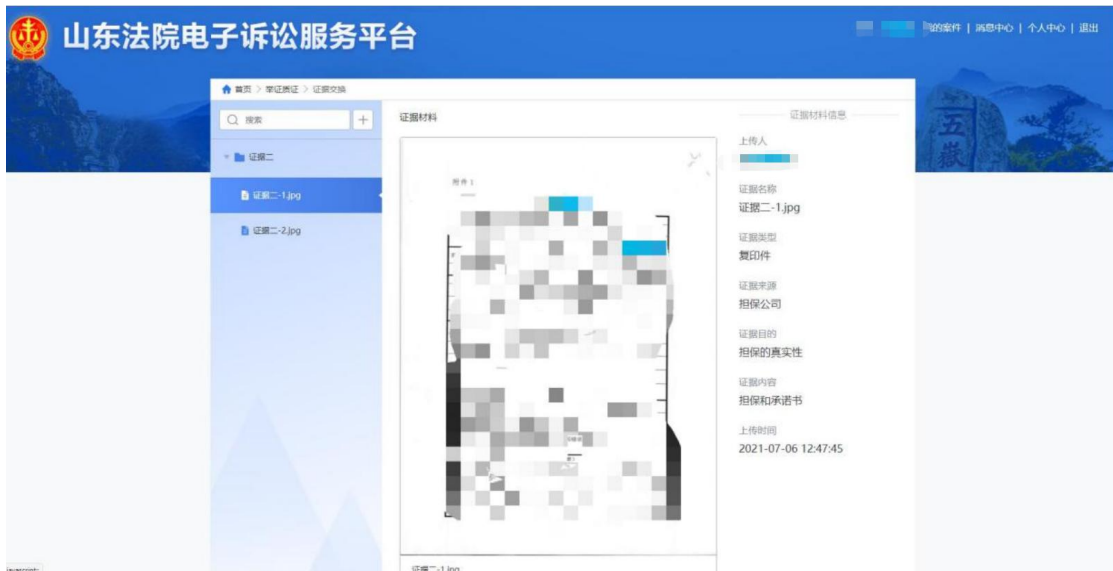 山东法院电子诉讼服务平台
的案件 | 消息中心 | 个人中心 | 退出
首页 > 举证质证 > 证据交换
搜索
证据二
证据二-1.jpg
证据二-2.jpg
证据材料
附件1
证据二-1.jpg
证据材料信息
上传人
证据名称
证据二-1.jpg
证据类型
复印件
证据来源
担保公司
证据目的
担保的真实性
证据内容
担保和承诺书
上传时间
2021-07-06 12:47:45
五
嶽